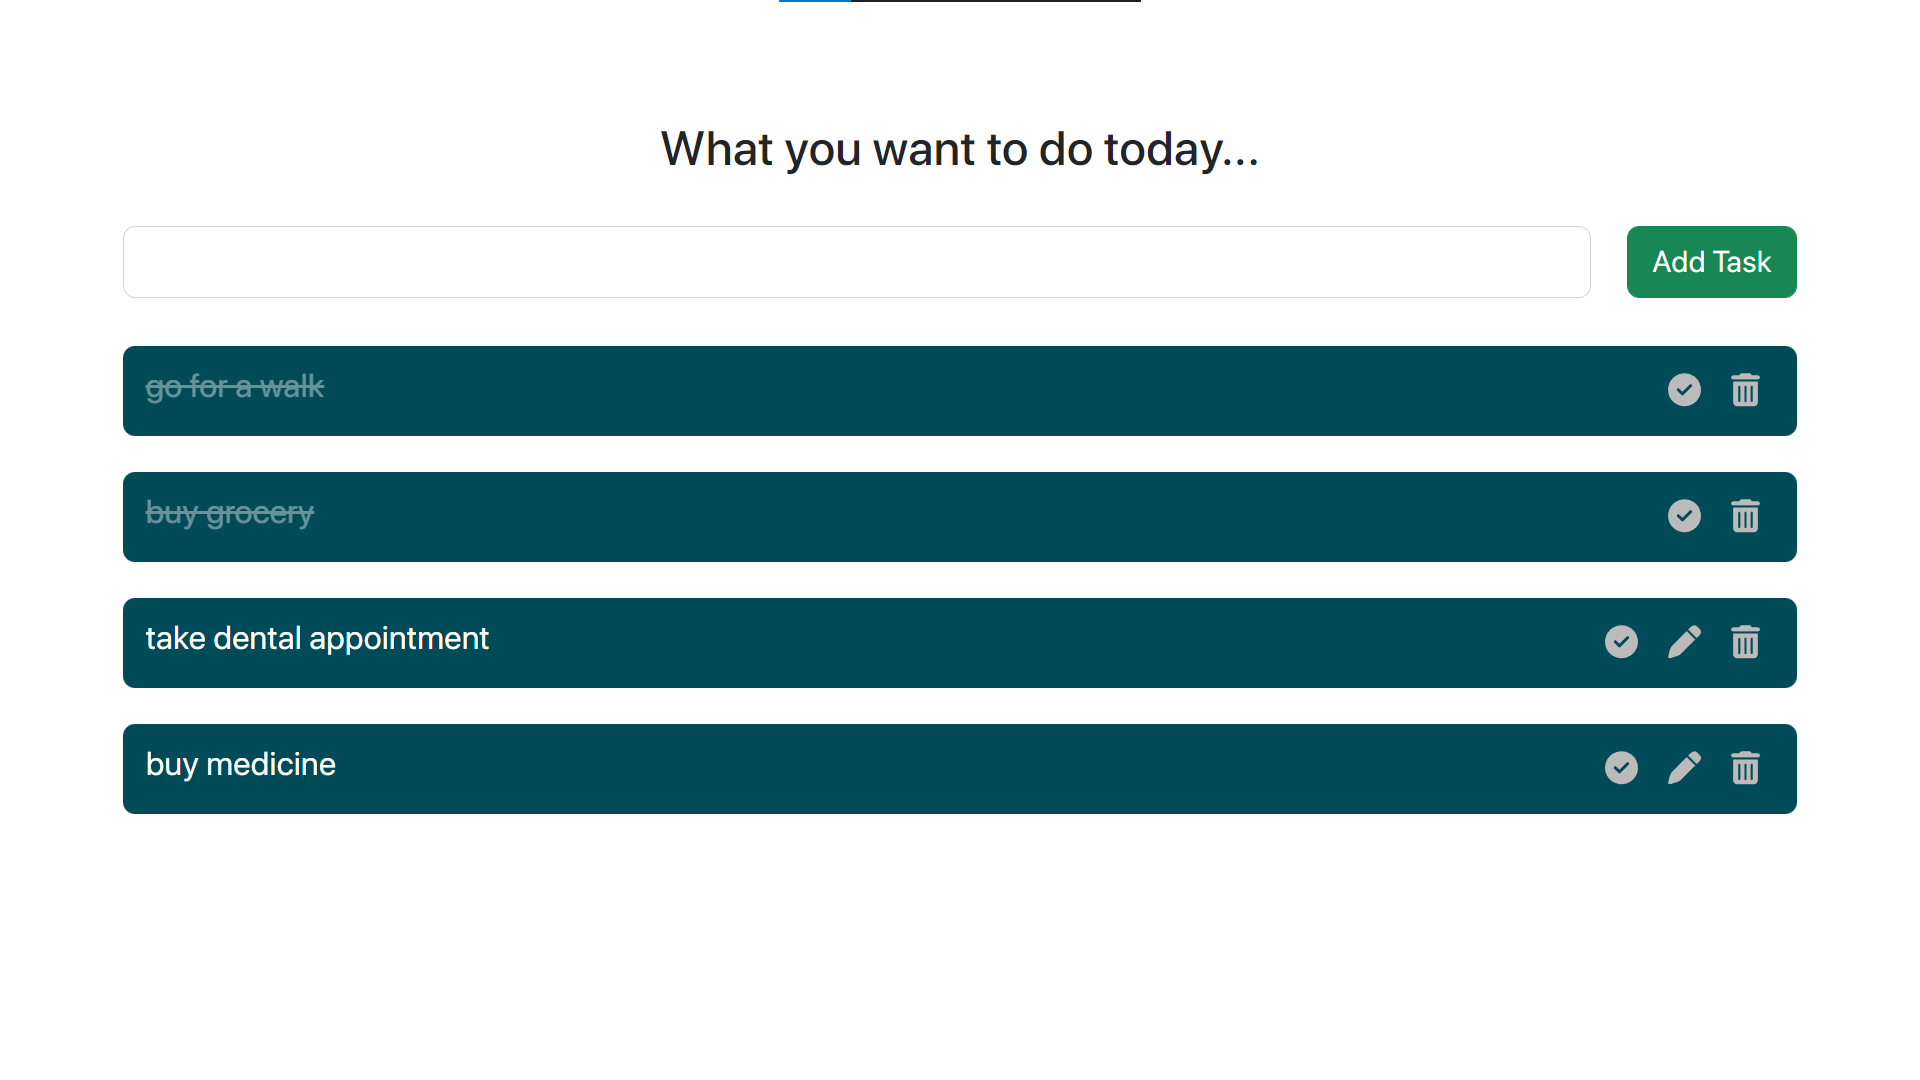 What you want to do today...
Add Task
go for a walk
buy grocery
take dental appointment
buy medicine